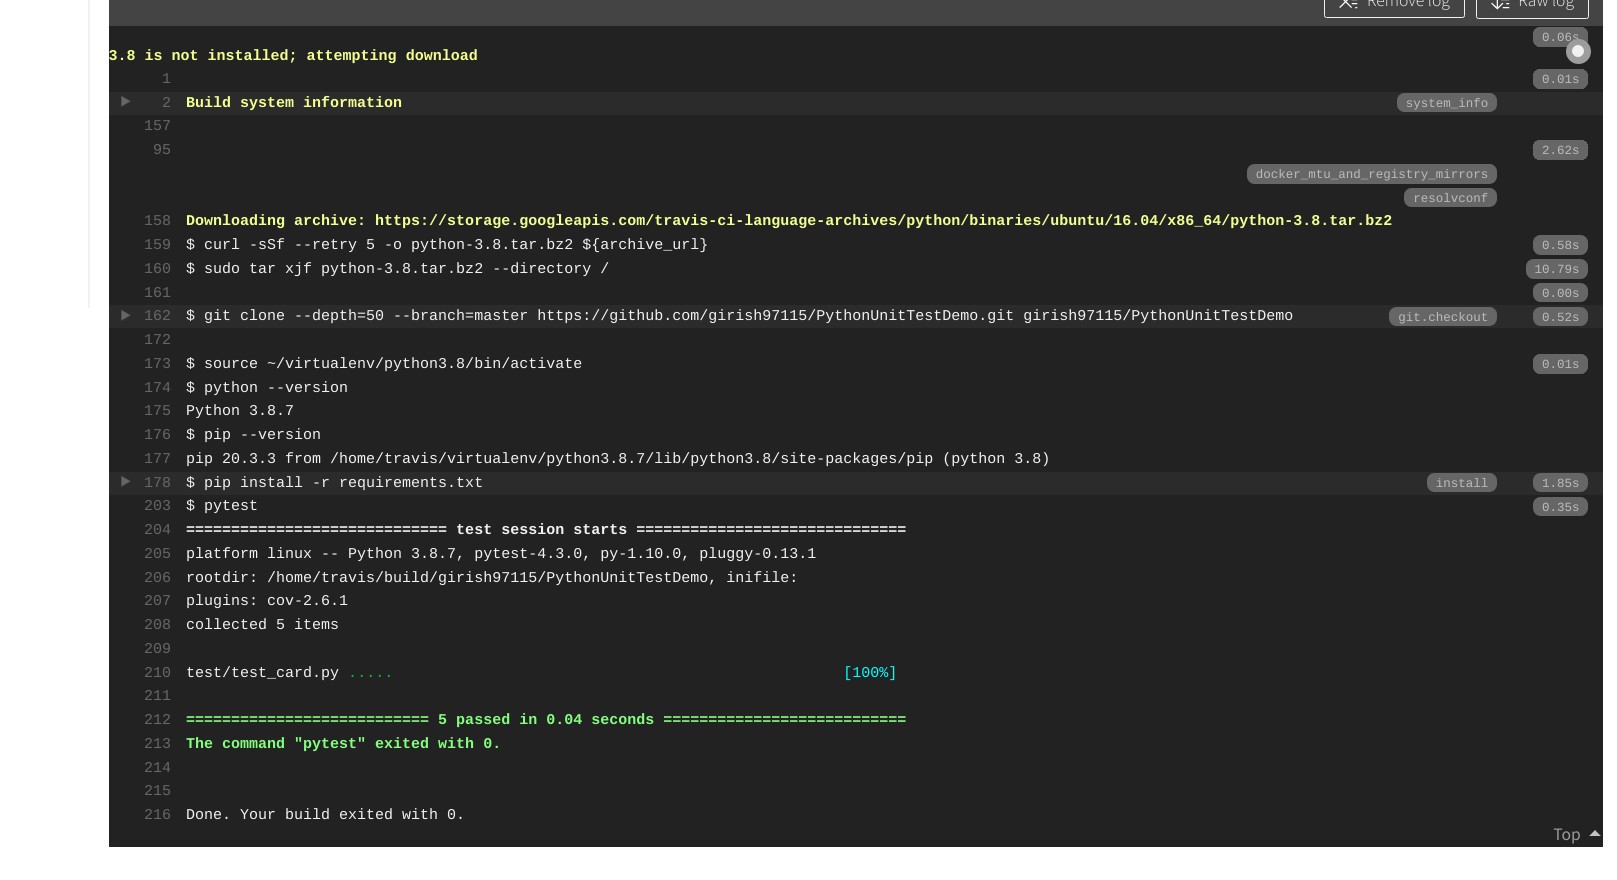 Remove log Raw log
0.06s
3.8 is not installed; attempting download
1 0.01s
2 Build system information system_info
157
95 2.62s
docker_mtu_and_registry_mirrors
resolvconf
158 Downloading archive: https://storage.googleapis.com/travis-ci-language-archives/python/binaries/ubuntu/16.04/x86_64/python-3.8.tar.bz2
159 $ curl -sSf --retry 5 -o python-3.8.tar.bz2 ${archive_url} 0.58s
160 $ sudo tar xjf python-3.8.tar.bz2 --directory / 10.79s
161 0.00s
162 $ git clone --depth=50 --branch=master https://github.com/girish97115/PythonUnitTestDemo.git girish97115/PythonUnitTestDemo git.checkout 0.52s
172
173 $ source ~/virtualenv/python3.8/bin/activate 0.01s
174 $ python --version
175 Python 3.8.7
176 $ pip --version
177 pip 20.3.3 from /home/travis/virtualenv/python3.8.7/lib/python3.8/site-packages/pip (python 3.8)
178 $ pip install -r requirements.txt install 1.85s
203 $ pytest 0.35s
204 ============================= test session starts ==============================
205 platform linux -- Python 3.8.7, pytest-4.3.0, py-1.10.0, pluggy-0.13.1
206 rootdir: /home/travis/build/girish97115/PythonUnitTestDemo, inifile:
207 plugins: cov-2.6.1
208 collected 5 items
209
210 test/test_card.py ..... [100%]
211
212 =========================== 5 passed in 0.04 seconds ===========================
213 The command "pytest" exited with 0.
214
215
216 Done. Your build exited with 0.
Top